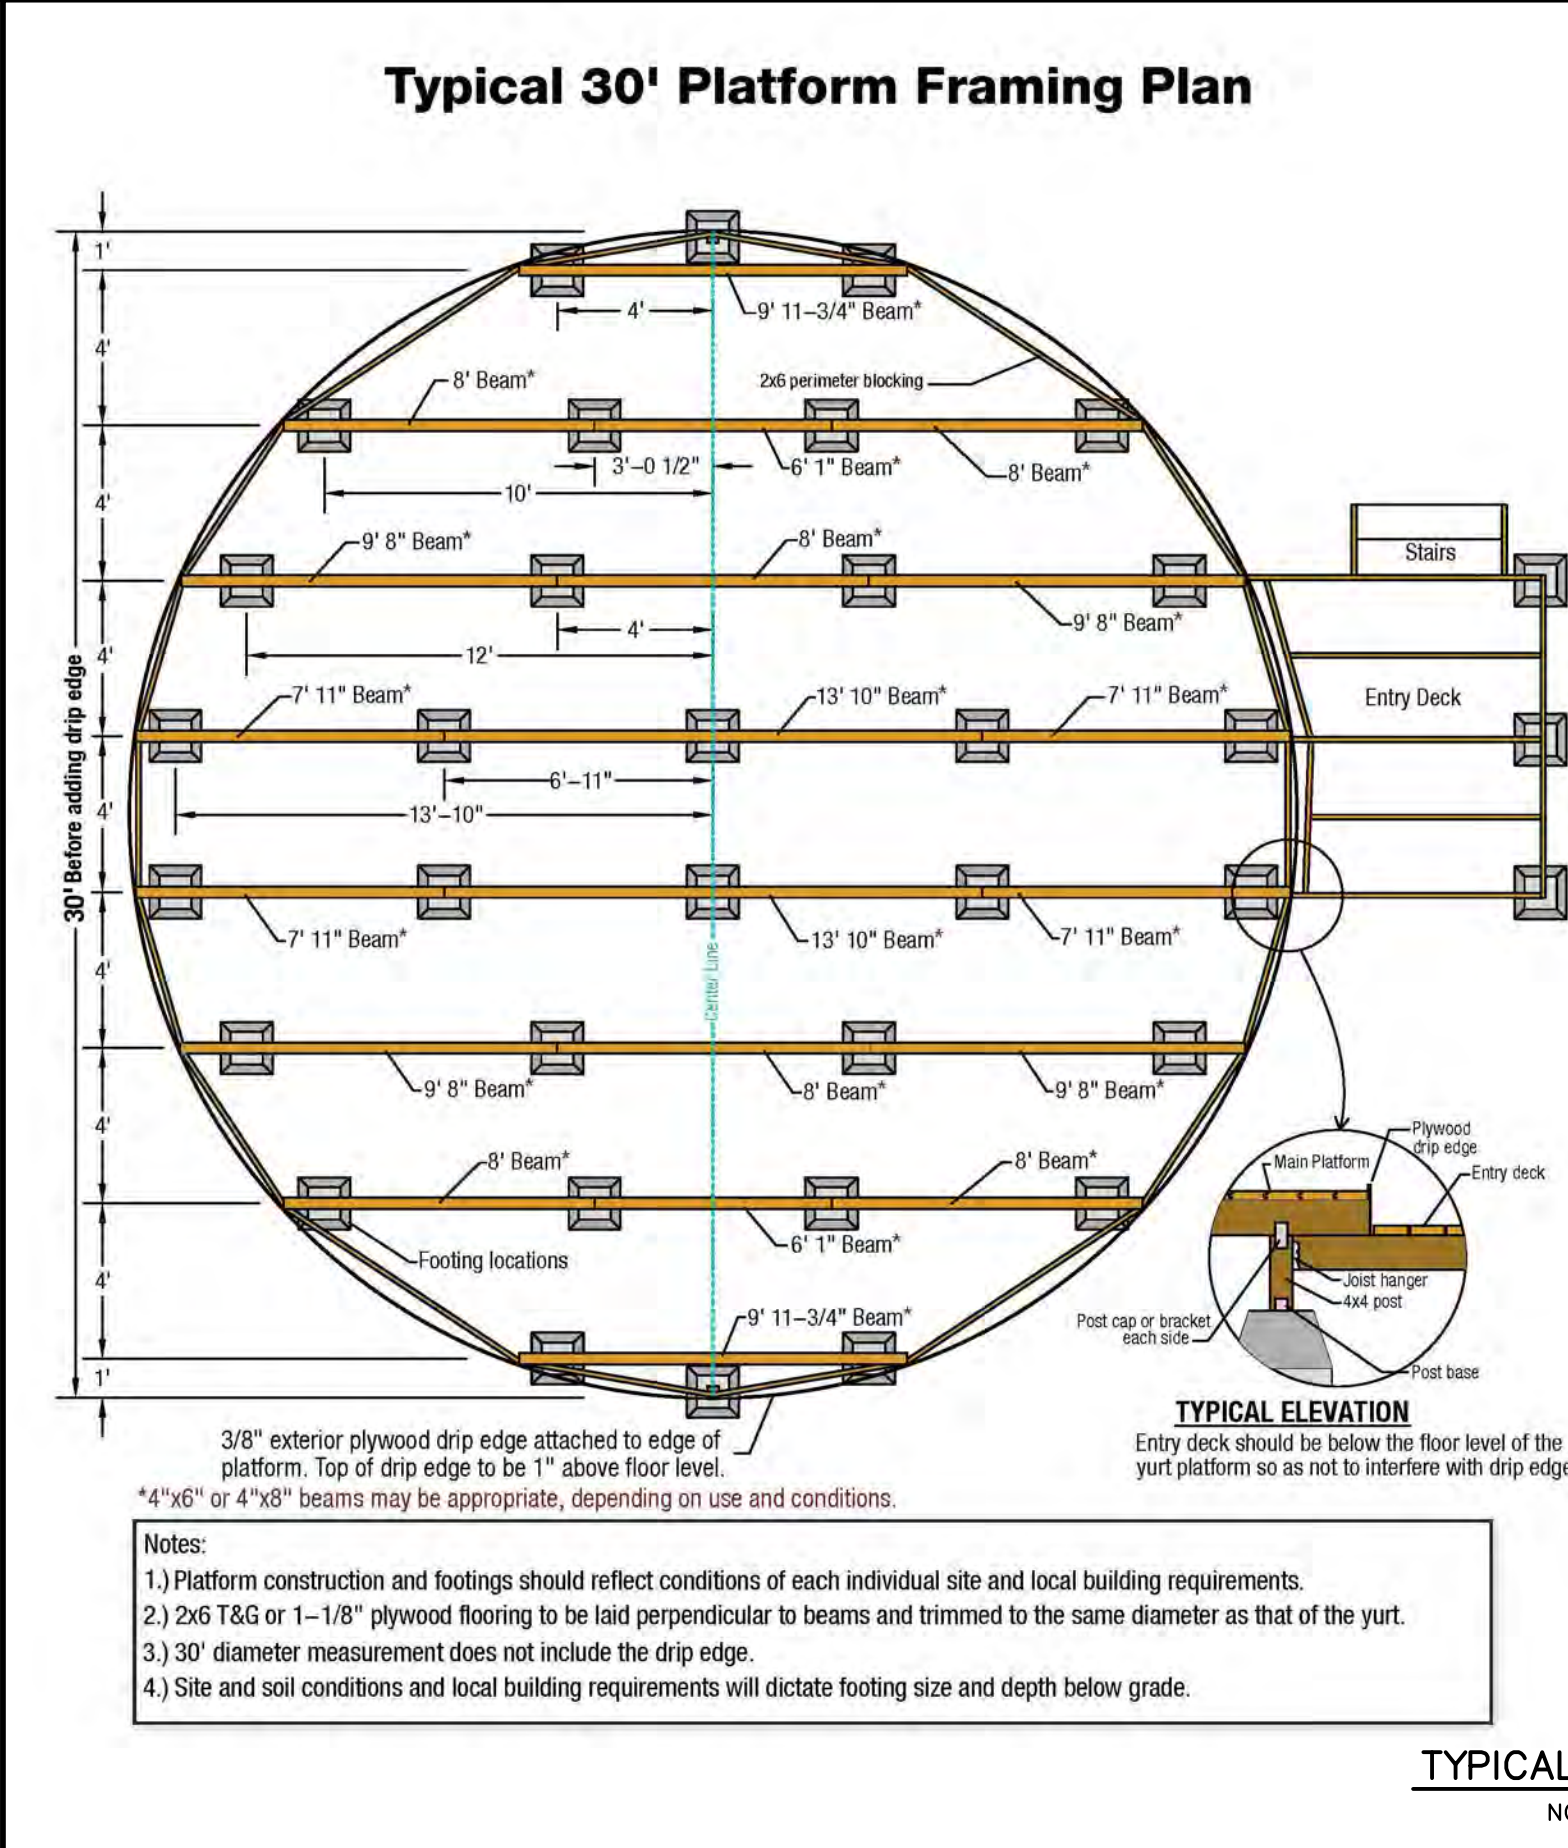 Typical 30' Platform Framing Plan
1'
4'
9' 11–3/4" Beam*
4'
8' Beam*
2x6 perimeter blocking
3'–0 1/2"
6' 1" Beam*
8' Beam*
10'
4'
9' 8" Beam*
8' Beam*
Stairs
4'
9' 8" Beam*
12'
4'
7' 11" Beam*
13' 10" Beam*
7' 11" Beam*
Entry Deck
6'–11"
13'–10"
4'
30' Before adding drip edge
7' 11" Beam*
13' 10" Beam*
7' 11" Beam*
Center Line
4'
9' 8" Beam*
8' Beam*
9' 8" Beam*
4'
8' Beam*
8' Beam*
6' 1" Beam*
Footing locations
4'
9' 11–3/4" Beam*
1'
Plywood
drip edge
Main Platform
Entry deck
Joist hanger
4x4 post
Post cap or bracket
each side
Post base
TYPICAL ELEVATION
Entry deck should be below the floor level of the
yurt platform so as not to interfere with drip edge
3/8" exterior plywood drip edge attached to edge of
platform. Top of drip edge to be 1" above floor level.
*4"x6" or 4"x8" beams may be appropriate, depending on use and conditions.
Notes:
1.) Platform construction and footings should reflect conditions of each individual site and local building requirements.
2.) 2x6 T&G or 1–1/8" plywood flooring to be laid perpendicular to beams and trimmed to the same diameter as that of the yurt.
3.) 30' diameter measurement does not include the drip edge.
4.) Site and soil conditions and local building requirements will dictate footing size and depth below grade.
TYPICAL